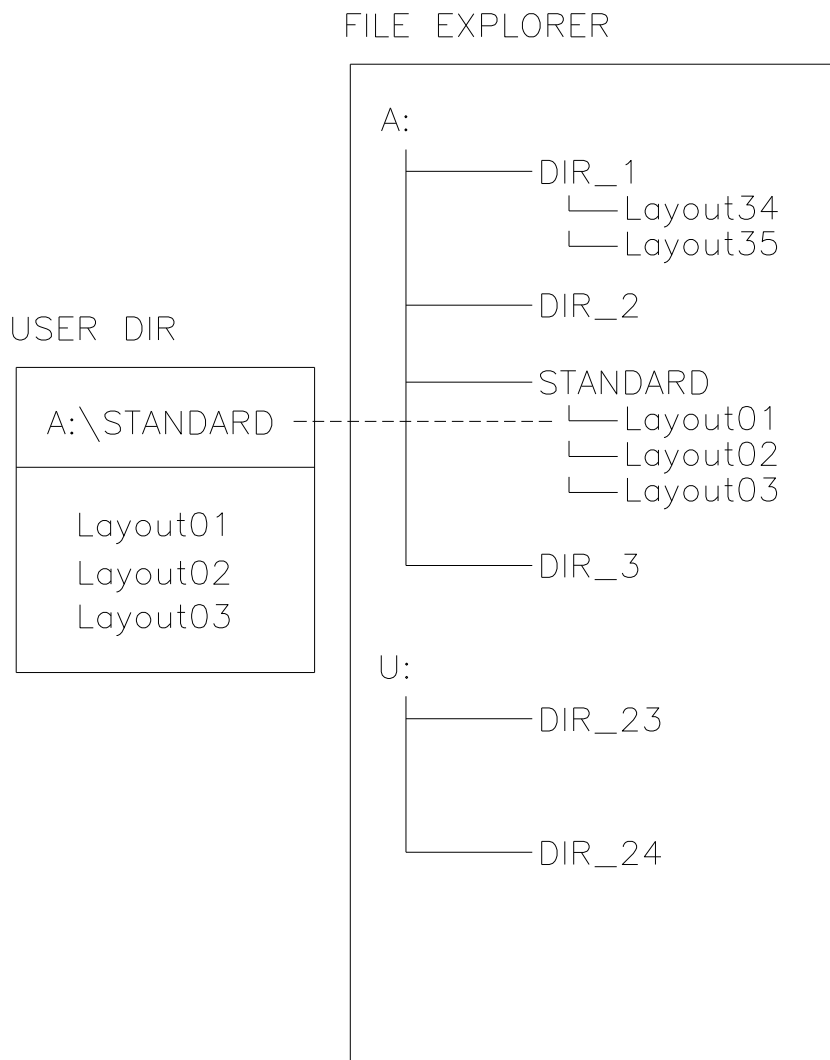 FILE EXPLORER
A:
DIR_1
Layout34
Layout35
DIR_2
STANDARD
Layout01
Layout02
Layout03
DIR_3
U:
DIR_23
DIR_24
USER DIR
A:\STANDARD
Layout01
Layout02
Layout03